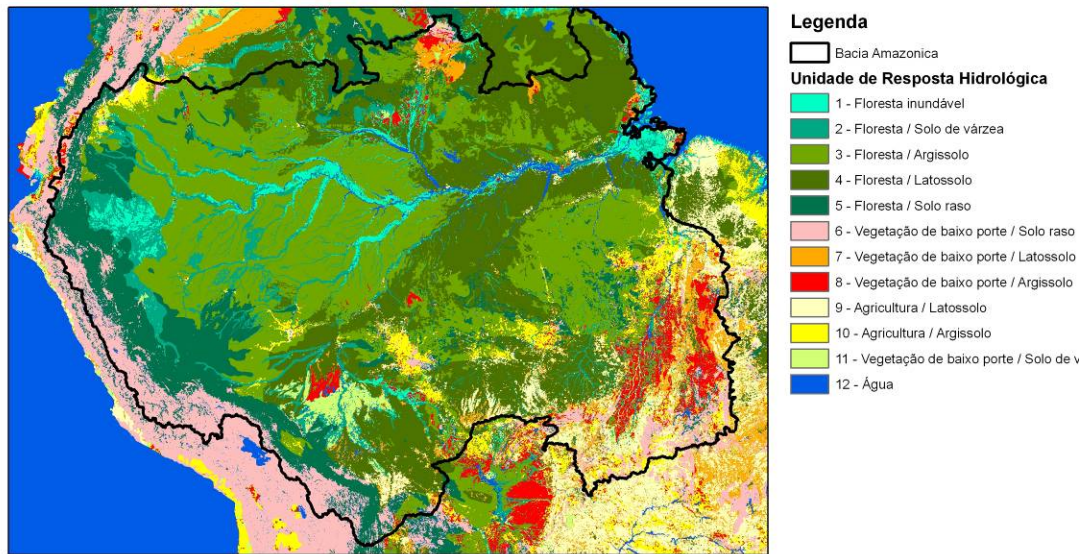 Legenda
Bacia Amazonica
Unidade de Resposta Hidrológica
1 - Floresta inundável
2 - Floresta / Solo de várzea
3 - Floresta / Argissolo
4 - Floresta / Latossolo
5 - Floresta / Solo raso
6 - Vegetação de baixo porte / Solo raso
7 - Vegetação de baixo porte / Latossolo
8 - Vegetação de baixo porte / Argissolo
9 - Agricultura / Latossolo
10 - Agricultura / Argissolo
11 - Vegetação de baixo porte / Solo de v
12 - Água